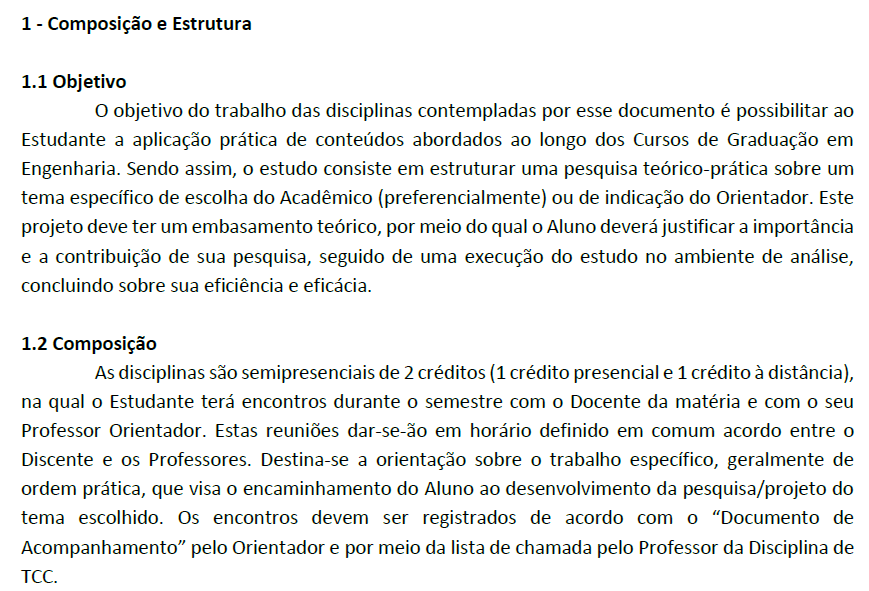 1 - Composição e Estrutura
1.1 Objetivo
O objetivo do trabalho das disciplinas contempladas por esse documento é possibilitar ao
Estudante a aplicação prática de conteúdos abordados ao longo dos Cursos de Graduação em
Engenharia. Sendo assim, o estudo consiste em estruturar uma pesquisa teórico-prática sobre um
tema específico de escolha do Acadêmico (preferencialmente) ou de indicação do Orientador. Este
projeto deve ter um embasamento teórico, por meio do qual o Aluno deverá justificar a importância
e a contribuição de sua pesquisa, seguido de uma execução do estudo no ambiente de análise,
concluindo sobre sua eficiência e eficácia.
1.2 Composição
As disciplinas são semipresenciais de 2 créditos (1 crédito presencial e 1 crédito à distância),
na qual o Estudante terá encontros durante o semestre com o Docente da matéria e com o seu
Professor Orientador. Estas reuniões dar-se-ão em horário definido em comum acordo entre o
Discente e os Professores. Destina-se a orientação sobre o trabalho específico, geralmente de
ordem prática, que visa o encaminhamento do Aluno ao desenvolvimento da pesquisa/projeto do
tema escolhido. Os encontros devem ser registrados de acordo com o “Documento de
Acompanhamento” pelo Orientador e por meio da lista de chamada pelo Professor da Disciplina de
TCC.